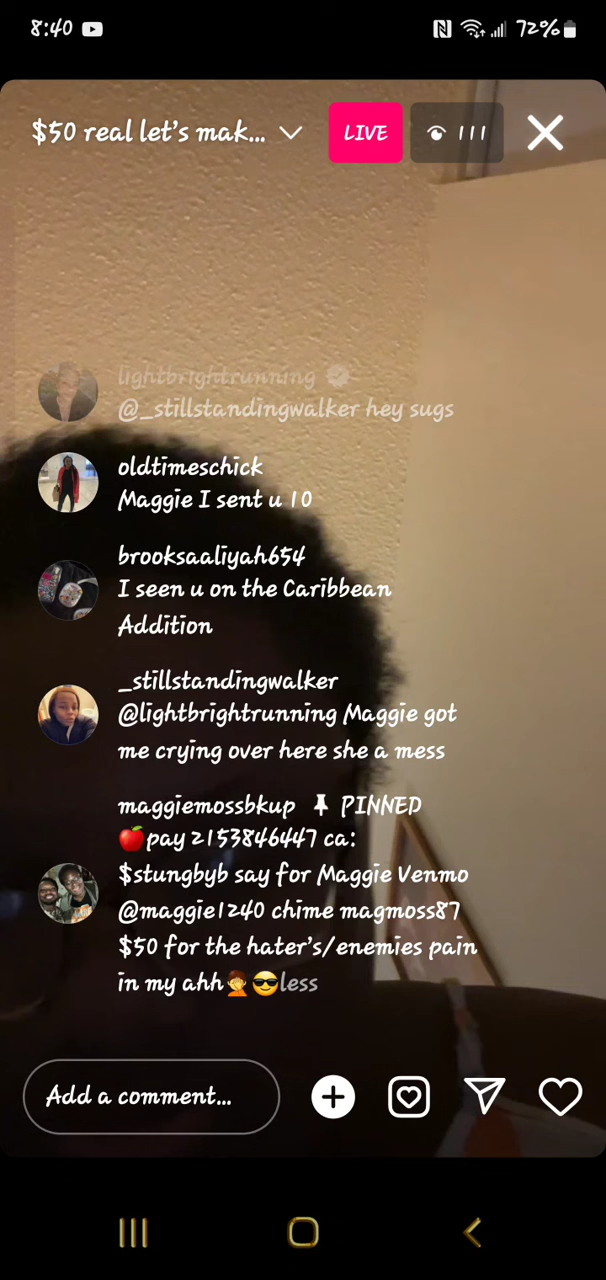 8:40
72%
$50 real let's mak...
LIVE
111
lightbrightrunning
@_stillstandingwalker hey sugs
oldtimeschick
Maggie I sent u 10
brooksaaliyah654
I seen u on the Caribbean
Addition
_stillstandingwalker
@lightbrightrunning Maggie got
me crying over here she a mess
maggiemossbkup 📌 PINNED
🍎pay 2153846447 ca:
$stungbyb say for Maggie Venmo
@maggie1240 chime magmoss87
$50 for the hater's/enemies pain
in my ahh🤦😎less
Add a comment...